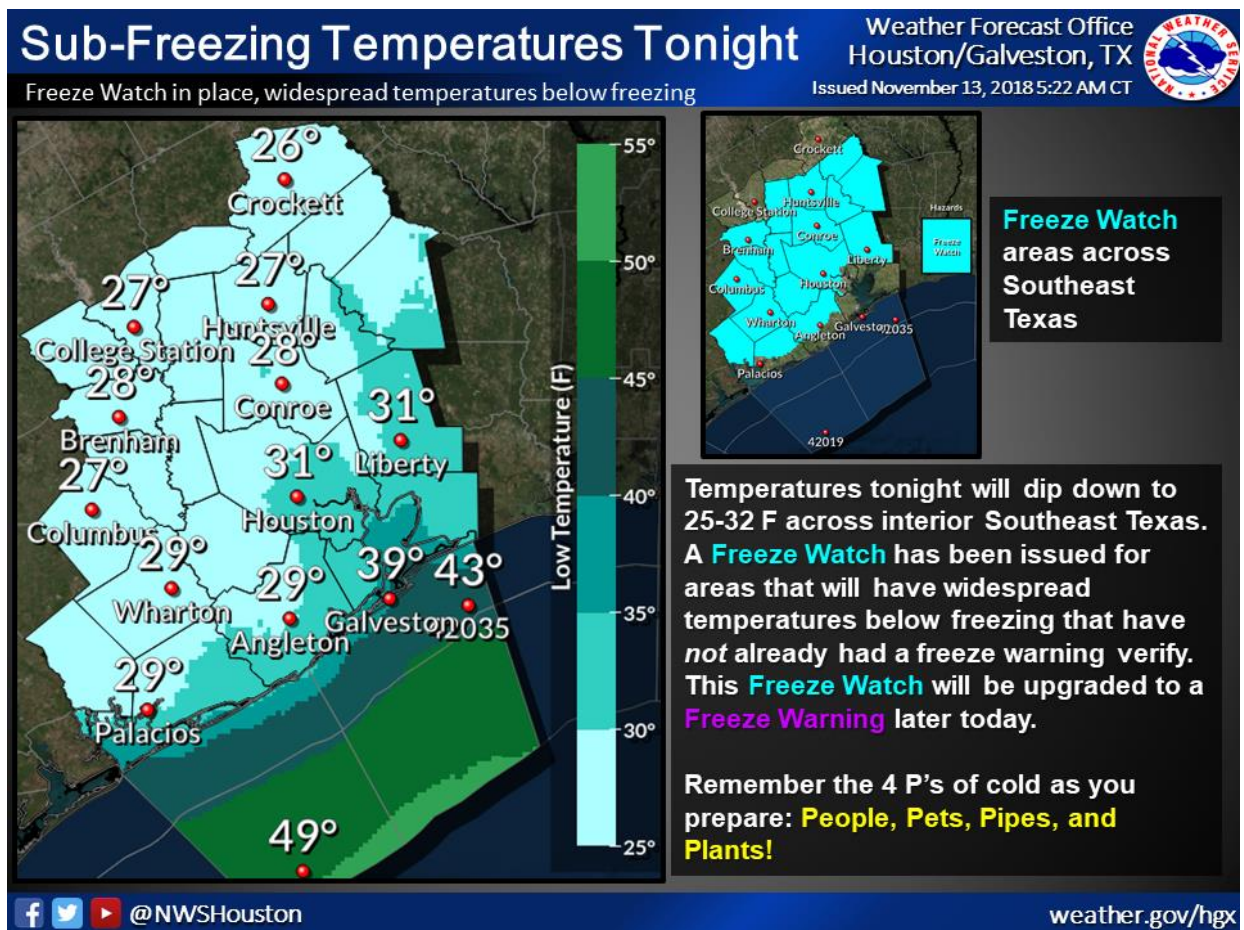 Sub-Freezing Temperatures Tonight
Freeze Watch in place, widespread temperatures below freezing
Weather Forecast Office
Houston/Galveston, TX
Issued November 13, 2018 5:22 AM CT
NATIONAL WEATHER SERVICE
26°
Crockett
27°
Huntsville
27°
College Station
28°
Conroe
28°
Brenham
31°
Liberty
31°
Houston
27°
Columbus
29°
Wharton
29°
Angleton
39°
Galveston
43°
42035
29°
Palacios
49°
Low Temperature (F)
55°
50°
45°
40°
35°
30°
25°
Crockett
Huntsville
College Station
Conroe
Brenham
Liberty
Columbus
Houston
Wharton
Angleton
Galveston
42035
Palacios
42019
Hazards
Freeze
Watch
Freeze Watch
areas across
Southeast
Texas
Temperatures tonight will dip down to
25-32 F across interior Southeast Texas.
A Freeze Watch has been issued for
areas that will have widespread
temperatures below freezing that have
not already had a freeze warning verify.
This Freeze Watch will be upgraded to a
Freeze Warning later today.
Remember the 4 P's of cold as you
prepare: People, Pets, Pipes, and
Plants!
@NWSHouston
weather.gov/hgx